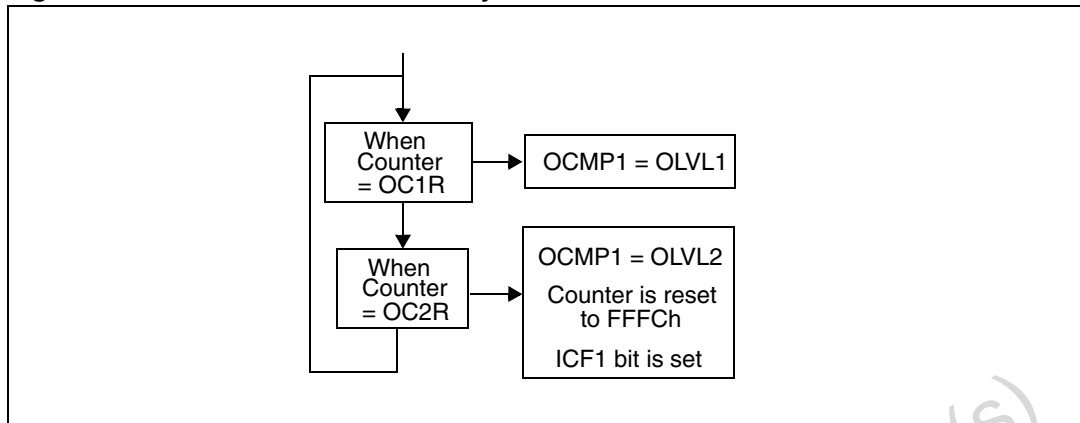 When
Counter
= OC1R
OCMP1 = OLVL1
When
Counter
= OC2R
OCMP1 = OLVL2
Counter is reset
to FFFCh
ICF1 bit is set